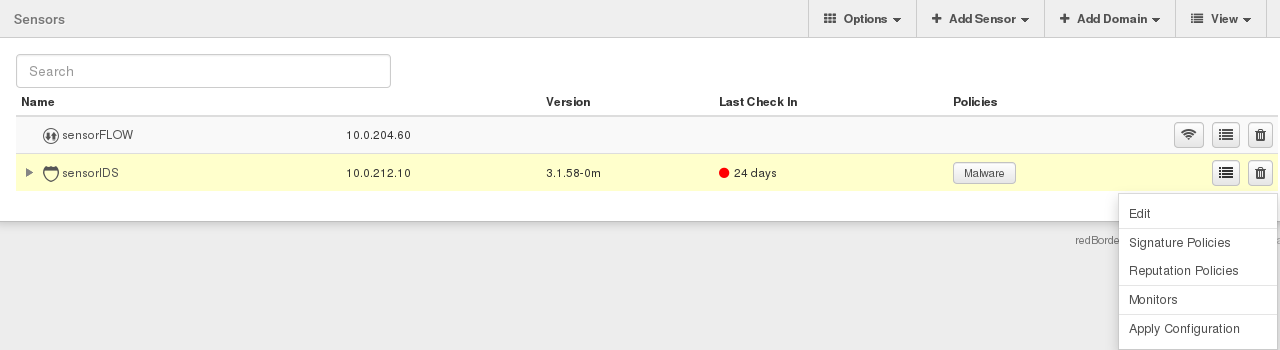 Sensors
Options
Add Sensor
Add Domain
View
Search
Name Version Last Check In Policies
sensorFLOW 10.0.204.60
sensorIDS 10.0.212.10 3.1.58-0m 24 days Malware
Edit
Signature Policies
Reputation Policies
Monitors
Apply Configuration